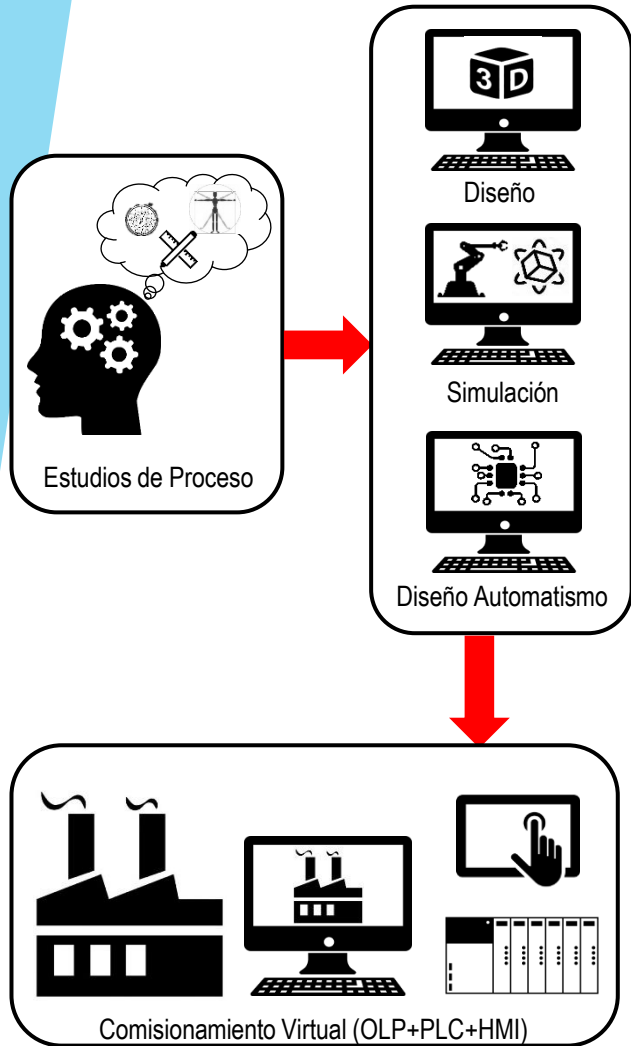 3D
Diseño
Simulación
Estudios de Proceso
Diseño Automatismo
Comisionamiento Virtual (OLP+PLC+HMI)